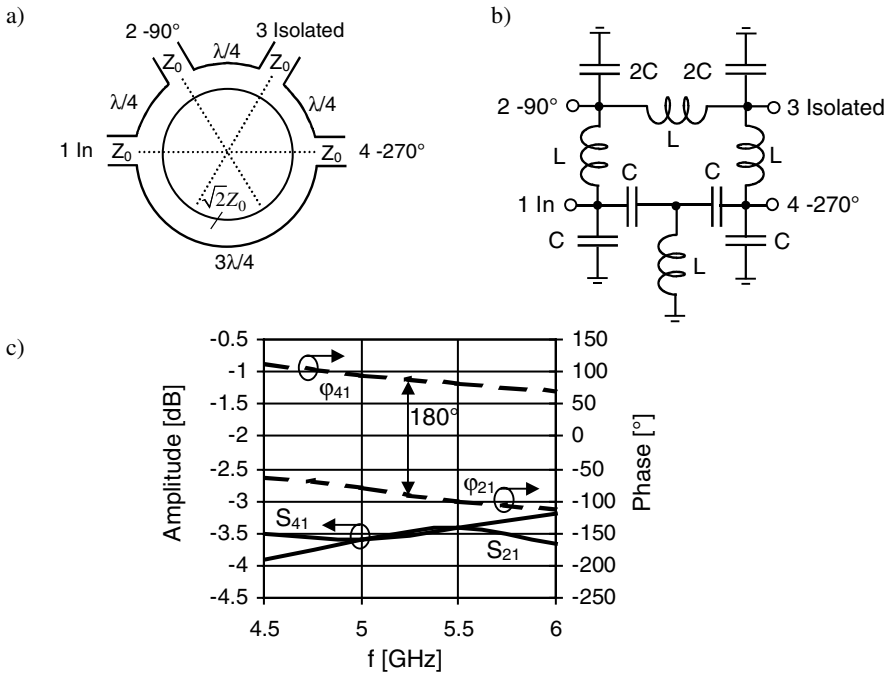 a)
2 -90°
3 Isolated
λ/4
Z₀
Z₀
λ/4
λ/4
1 In
Z₀
Z₀
4 -270°
√2Z₀
3λ/4
b)
2C
2C
2 -90°
3 Isolated
L
L
L
C
C
1 In
4 -270°
C
L
C
c)
-0.5
-1
-1.5
-2
-2.5
-3
-3.5
-4
-4.5
Amplitude [dB]
150
100
50
0
-50
-100
-150
-200
-250
Phase [°]
φ₄₁
180°
φ₂₁
S₄₁
S₂₁
4.5
5
5.5
6
f [GHz]